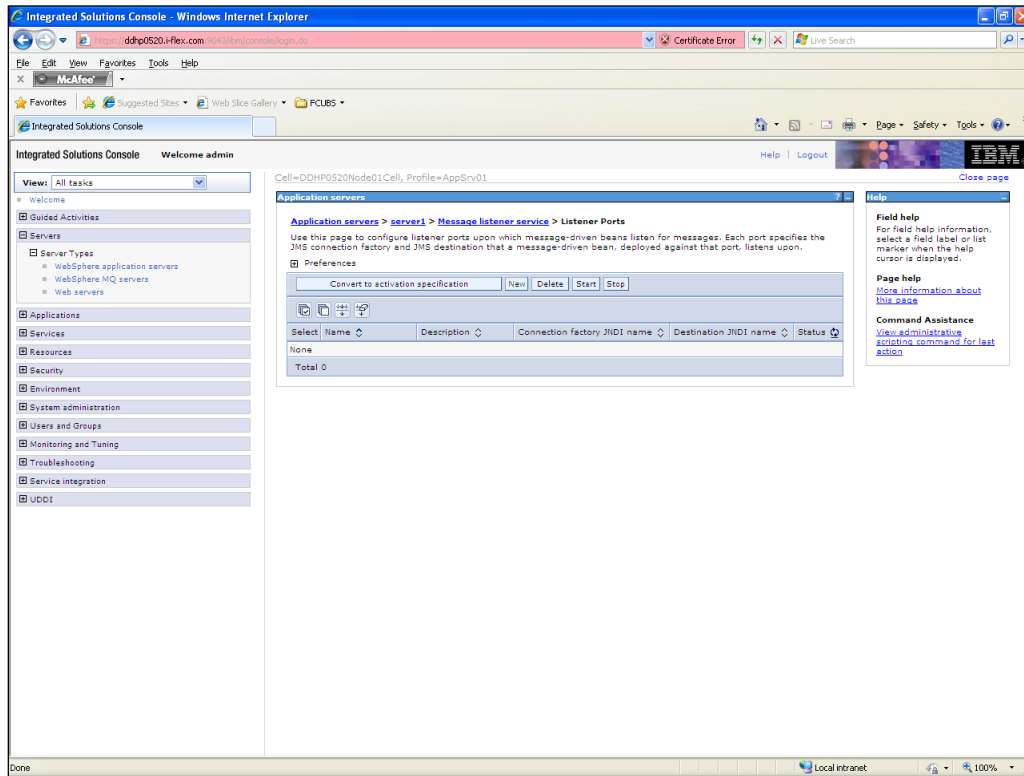 Integrated Solutions Console - Windows Internet Explorer
https://ddhp0520.i-flex.com:9043/ibm/console/login.do
Certificate Error
Live Search
File Edit View Favorites Tools Help
x McAfee
Favorites Suggested Sites Web Slice Gallery FCUBS
Integrated Solutions Console
Page Safety Tools
Integrated Solutions Console Welcome admin
Help Logout
IBM.
View: All tasks
Welcome
Guided Activities
Servers
Server Types
WebSphere application servers
WebSphere MQ servers
Web servers
Applications
Services
Resources
Security
Environment
System administration
Users and Groups
Monitoring and Tuning
Troubleshooting
Service integration
UDDI
Cell=DDHP0520Node01Cell, Profile=AppSrv01
Close page
Application servers ? -
Application servers > server1 > Message listener service > Listener Ports
Use this page to configure listener ports upon which message-driven beans listen for messages. Each port specifies the
JMS connection factory and JMS destination that a message-driven bean, deployed against that port, listens upon.
Preferences
Convert to activation specification New Delete Start Stop
Select Name Description Connection factory JNDI name Destination JNDI name Status
None
Total 0
Help -
Field help
For field help information,
select a field label or list
marker when the help
cursor is displayed.
Page help
More information about
this page
Command Assistance
View administrative
scripting command for last
action
Done
Local intranet
100%